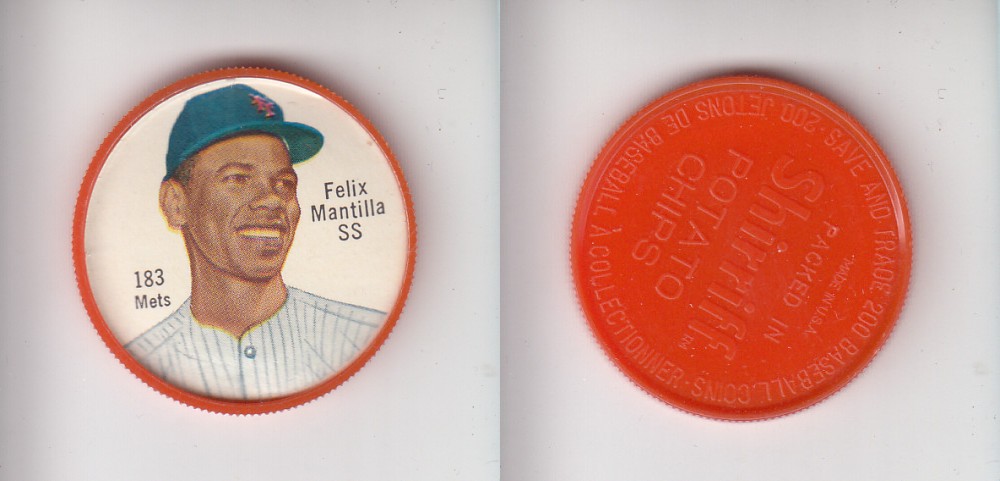 NY
Felix
Mantilla
SS
183
Mets
SAVE AND TRADE 200 BASEBALL COINS · 200 JETONS DE BASEBALL À COLLECTIONNER ·
PACKED IN
Shirriff
POTATO
CHIPS
MADE IN U.S.A.